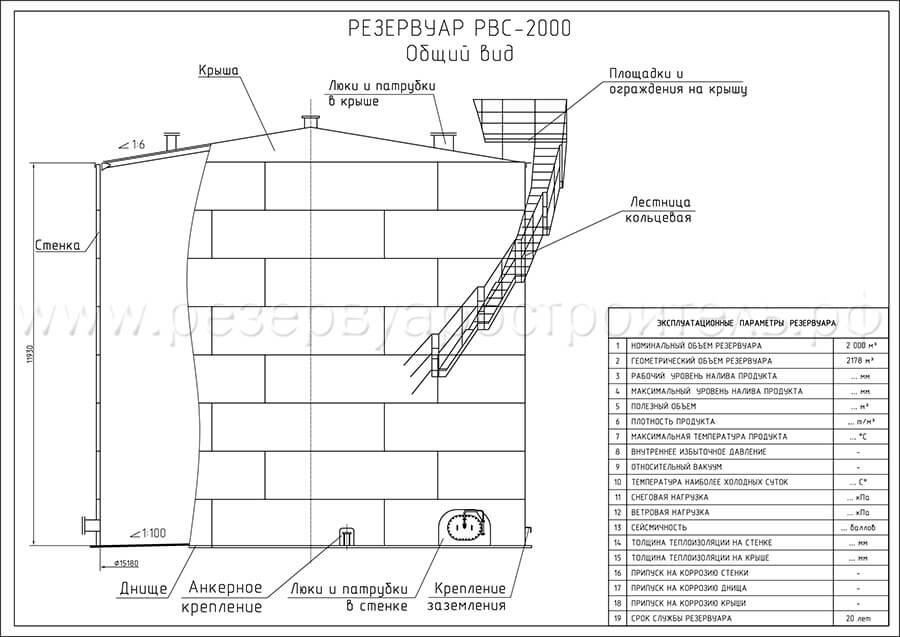 РЕЗЕРВУАР РВС-2000
Общий вид
Крыша
Люки и патрубки
в крыше
Площадки и
ограждения на крышу
1:6
Лестница
кольцевая
Стенка
www.резервуаростроитель.рф
11930
1:100
Ø15180
Днище
Анкерное
крепление
Люки и патрубки
в стенке
Крепление
заземления
ЭКСПЛУАТАЦИОННЫЕ ПАРАМЕТРЫ РЕЗЕРВУАРА
1 НОМИНАЛЬНЫЙ ОБЪЕМ РЕЗЕРВУАРА 2 000 м³
2 ГЕОМЕТРИЧЕСКИЙ ОБЪЕМ РЕЗЕРВУАРА 2178 м³
3 РАБОЧИЙ УРОВЕНЬ НАЛИВА ПРОДУКТА ... мм
4 МАКСИМАЛЬНЫЙ УРОВЕНЬ НАЛИВА ПРОДУКТА ... мм
5 ПОЛЕЗНЫЙ ОБЪЕМ ... м³
6 ПЛОТНОСТЬ ПРОДУКТА ... т/м³
7 МАКСИМАЛЬНАЯ ТЕМПЕРАТУРА ПРОДУКТА ... °С
8 ВНУТРЕННЕЕ ИЗБЫТОЧНОЕ ДАВЛЕНИЕ -
9 ОТНОСИТЕЛЬНЫЙ ВАКУУМ -
10 ТЕМПЕРАТУРА НАИБОЛЕЕ ХОЛОДНЫХ СУТОК ... С°
11 СНЕГОВАЯ НАГРУЗКА ... кПа
12 ВЕТРОВАЯ НАГРУЗКА ... кПа
13 СЕЙСМИЧНОСТЬ ... баллов
14 ТОЛЩИНА ТЕПЛОИЗОЛЯЦИИ НА СТЕНКЕ ... мм
15 ТОЛЩИНА ТЕПЛОИЗОЛЯЦИИ НА КРЫШЕ ... мм
16 ПРИПУСК НА КОРРОЗИЮ СТЕНКИ -
17 ПРИПУСК НА КОРРОЗИЮ ДНИЩА -
18 ПРИПУСК НА КОРРОЗИЮ КРЫШИ -
19 СРОК СЛУЖБЫ РЕЗЕРВУАРА 20 лет